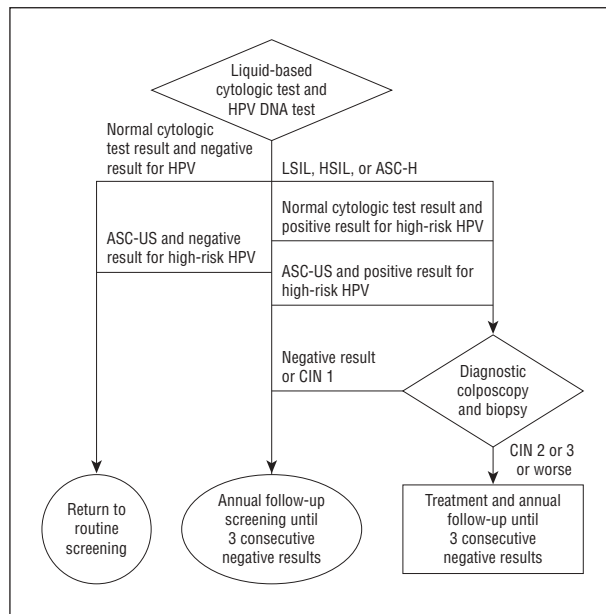 Liquid-based
cytologic test and
HPV DNA test
Normal cytologic
test result and negative
result for HPV
LSIL, HSIL, or ASC-H
Normal cytologic test result and
positive result for high-risk HPV
ASC-US and negative
result for high-risk HPV
ASC-US and positive result for
high-risk HPV
Negative result
or CIN 1
Diagnostic
colposcopy
and biopsy
CIN 2 or 3
or worse
Return to
routine
screening
Annual follow-up
screening until
3 consecutive
negative results
Treatment and annual
follow-up until
3 consecutive
negative results